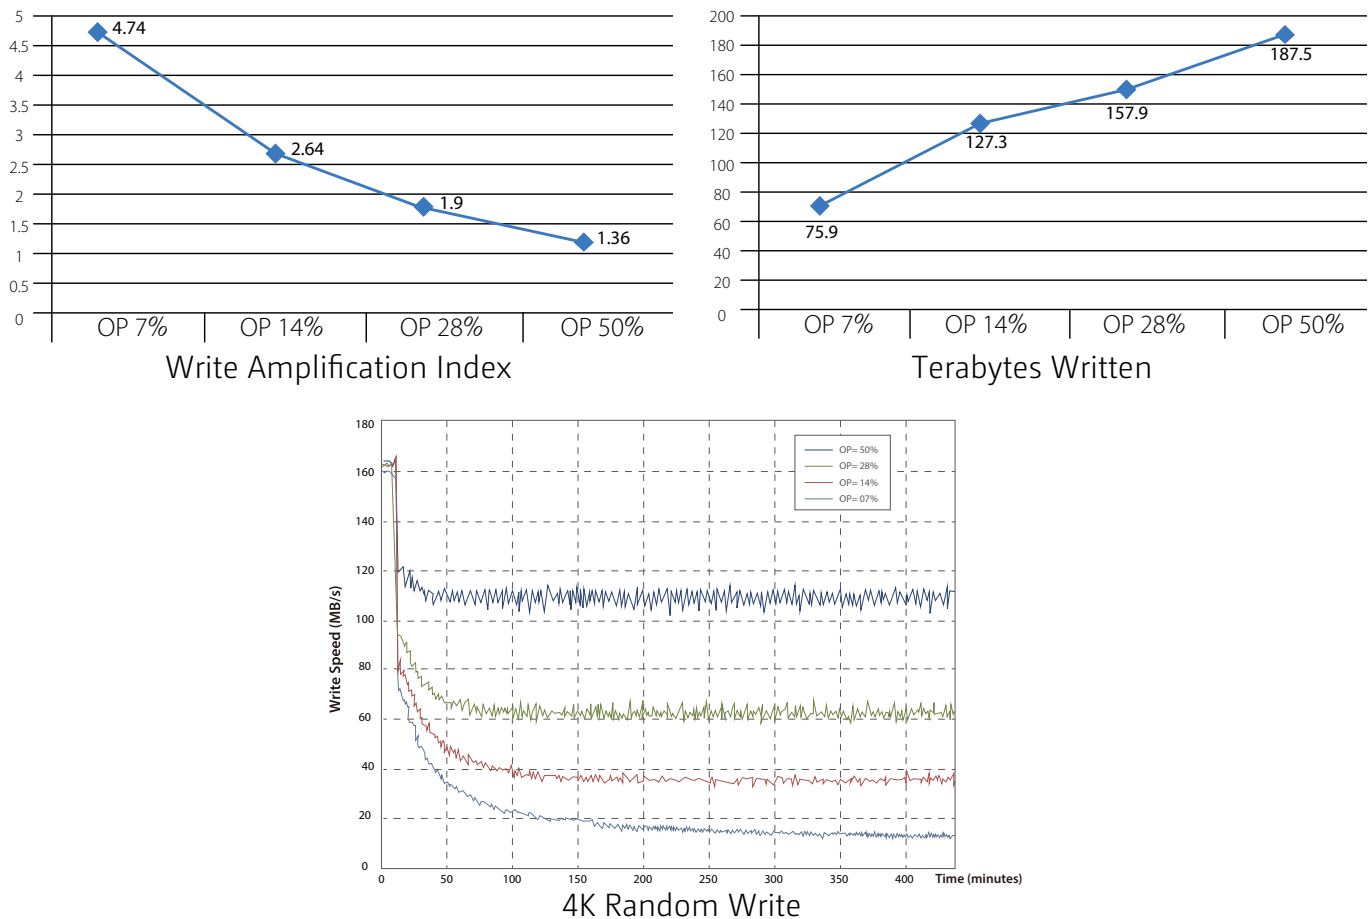 5
4.5
4
3.5
3
2.5
2
1.5
1
0.5
0
4.74
2.64
1.9
1.36
OP 7%
OP 14%
OP 28%
OP 50%
Write Amplification Index
200
180
160
140
120
100
80
60
40
20
0
75.9
127.3
157.9
187.5
OP 7%
OP 14%
OP 28%
OP 50%
Terabytes Written
180
160
140
120
100
80
60
40
20
0
Write Speed (MB/s)
OP= 50%
OP= 28%
OP= 14%
OP= 07%
0
50
100
150
200
250
300
350
400
Time (minutes)
4K Random Write